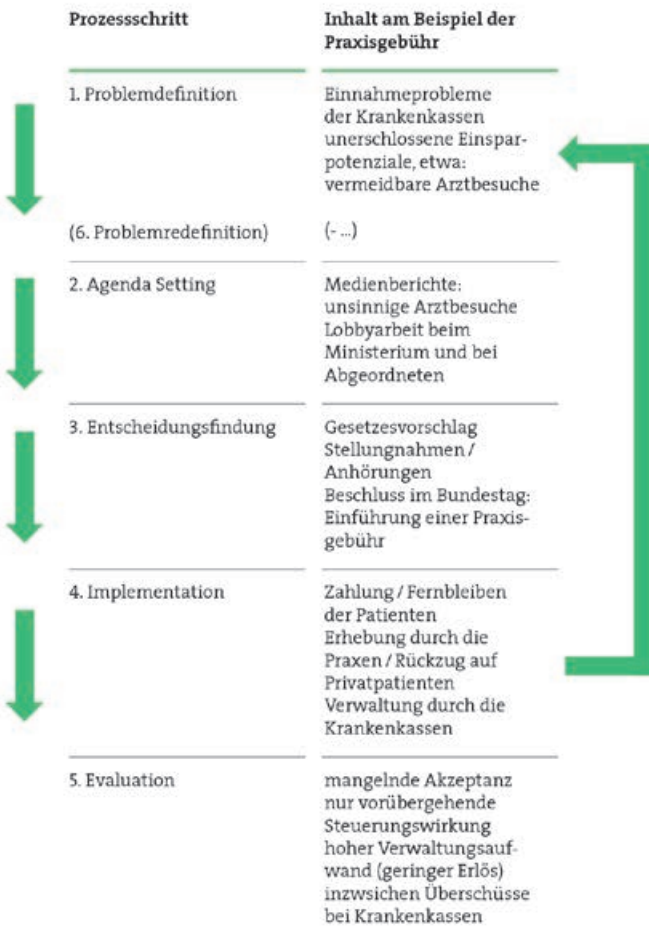 Prozessschritt
Inhalt am Beispiel der
Praxisgebühr
1. Problemdefinition
Einnahmeprobleme
der Krankenkassen
unerschlossene Einspar-
potenziale, etwa:
vermeidbare Arztbesuche
(6. Problemredefinition)
(- ...)
2. Agenda Setting
Medienberichte:
unsinnige Arztbesuche
Lobbyarbeit beim
Ministerium und bei
Abgeordneten
3. Entscheidungsfindung
Gesetzesvorschlag
Stellungnahmen /
Anhörungen
Beschluss im Bundestag:
Einführung einer Praxis-
gebühr
4. Implementation
Zahlung / Fernbleiben
der Patienten
Erhebung durch die
Praxen / Rückzug auf
Privatpatienten
Verwaltung durch die
Krankenkassen
5. Evaluation
mangelnde Akzeptanz
nur vorübergehende
Steuerungswirkung
hoher Verwaltungsauf-
wand (geringer Erlös)
inzwsichen Überschüsse
bei Krankenkassen